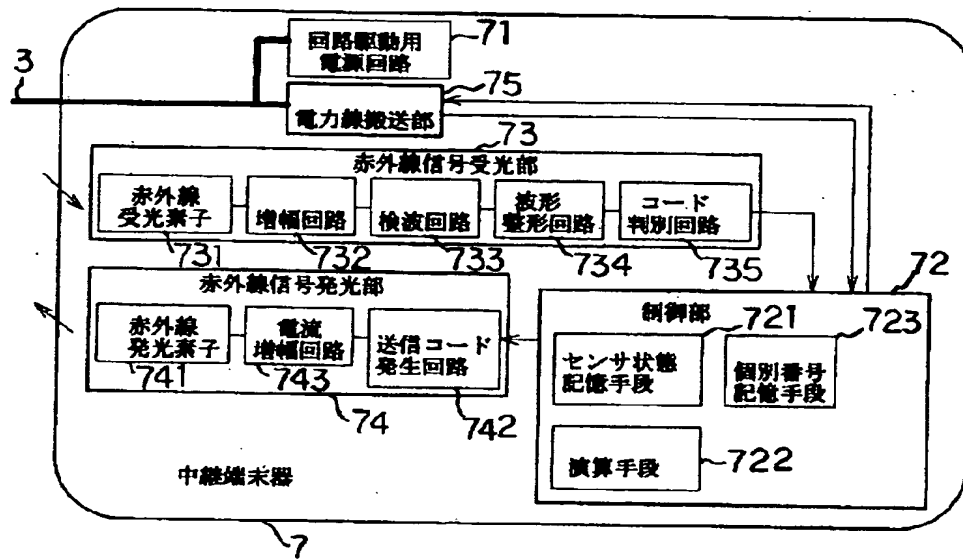 回路駆動用
電源回路
71
3
75
電力線搬送部
73
赤外線信号受光部
赤外線
受光素子
増幅回路
検波回路
波形
整形回路
コード
判別回路
731
732
733
734
735
72
赤外線信号発光部
赤外線
発光素子
電流
増幅回路
送信コード
発生回路
741
743
742
74
制御部
721
723
センサ状態
記憶手段
個別番号
記憶手段
演算手段
722
中継端末器
7